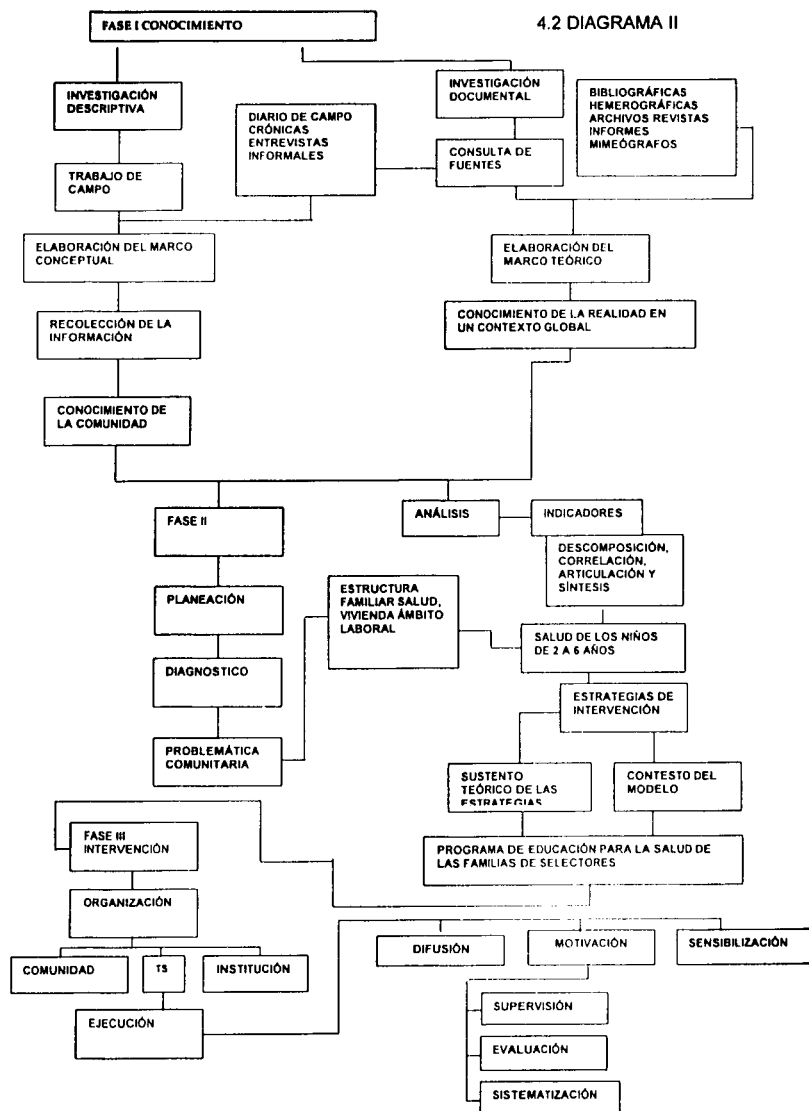 4.2 DIAGRAMA II
FASE I CONOCIMIENTO
INVESTIGACIÓN
DESCRIPTIVA
INVESTIGACIÓN
DOCUMENTAL
DIARIO DE CAMPO
CRÓNICAS
ENTREVISTAS
INFORMALES
BIBLIOGRÁFICAS
HEMEROGRÁFICAS
ARCHIVOS REVISTAS
INFORMES
MIMEÓGRAFOS
TRABAJO DE
CAMPO
CONSULTA DE
FUENTES
ELABORACIÓN DEL MARCO
CONCEPTUAL
ELABORACIÓN DEL
MARCO TEÓRICO
RECOLECCIÓN DE LA
INFORMACIÓN
CONOCIMIENTO DE LA REALIDAD EN
UN CONTEXTO GLOBAL
CONOCIMIENTO DE
LA COMUNIDAD
FASE II
ANÁLISIS
INDICADORES
DESCOMPOSICIÓN,
CORRELACIÓN,
ARTICULACIÓN Y
SÍNTESIS
PLANEACIÓN
ESTRUCTURA
FAMILIAR SALUD,
VIVIENDA ÁMBITO
LABORAL
SALUD DE LOS NIÑOS
DE 2 A 6 AÑOS
DIAGNOSTICO
ESTRATEGIAS DE
INTERVENCIÓN
PROBLEMÁTICA
COMUNITARIA
SUSTENTO
TEÓRICO DE LAS
ESTRATEGIAS
CONTESTO DEL
MODELO
FASE III
INTERVENCIÓN
PROGRAMA DE EDUCACIÓN PARA LA SALUD DE
LAS FAMILIAS DE SELECTORES
ORGANIZACIÓN
COMUNIDAD
TS
INSTITUCIÓN
DIFUSIÓN
MOTIVACIÓN
SENSIBILIZACIÓN
EJECUCIÓN
SUPERVISIÓN
EVALUACIÓN
SISTEMATIZACIÓN